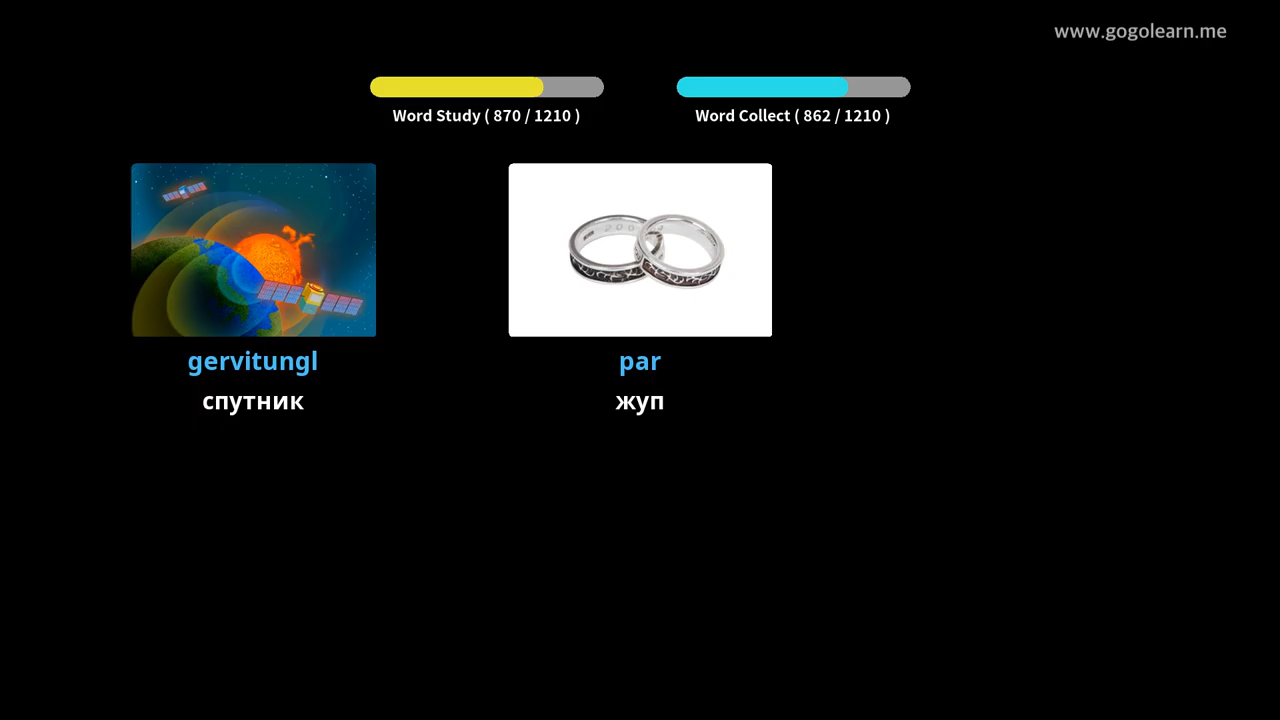 www.gogolearn.me
Word Study ( 870 / 1210 )
Word Collect ( 862 / 1210 )
gervitungl
par
спутник
жуп